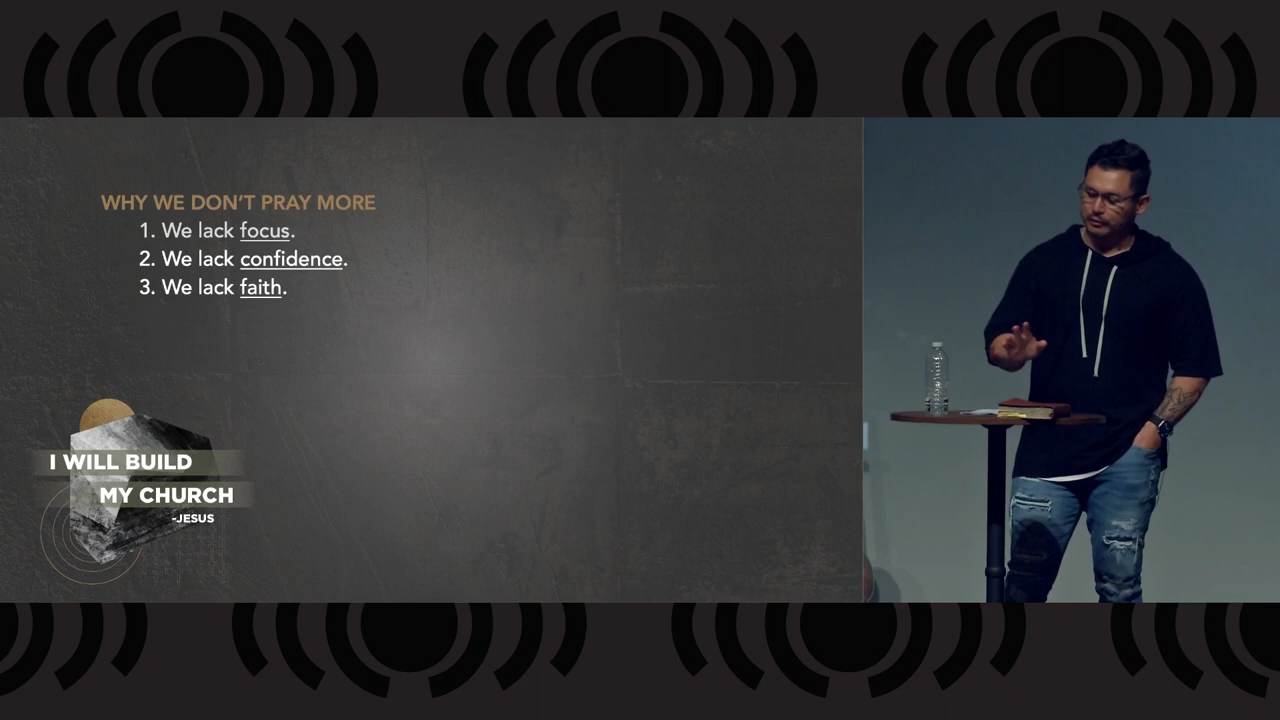 WHY WE DON'T PRAY MORE
1. We lack focus.
2. We lack confidence.
3. We lack faith.
I WILL BUILD
MY CHURCH
-JESUS